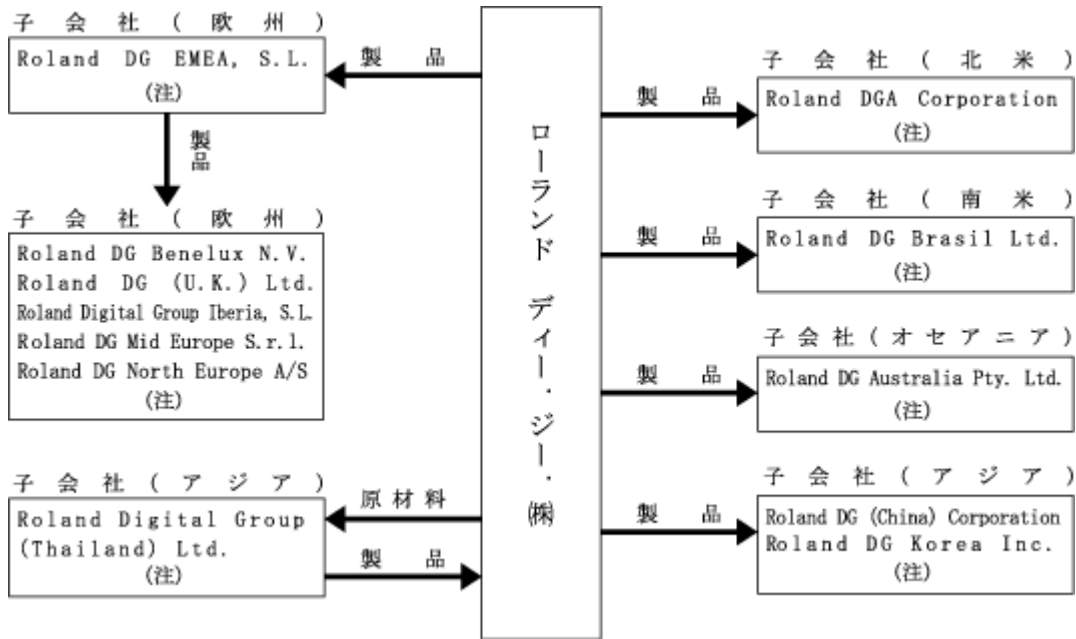 子会社(欧州)
Roland DG EMEA, S.L.
(注)
製品
製品
子会社(欧州)
Roland DG Benelux N.V.
Roland DG (U.K.) Ltd.
Roland Digital Group Iberia, S.L.
Roland DG Mid Europe S.r.l.
Roland DG North Europe A/S
(注)
子会社(アジア)
Roland Digital Group
(Thailand) Ltd.
(注)
原材料
製品
ローランド ディー.ジー.㈱
製品
子会社(北米)
Roland DGA Corporation
(注)
製品
子会社(南米)
Roland DG Brasil Ltd.
(注)
製品
子会社(オセアニア)
Roland DG Australia Pty. Ltd.
(注)
製品
子会社(アジア)
Roland DG (China) Corporation
Roland DG Korea Inc.
(注)